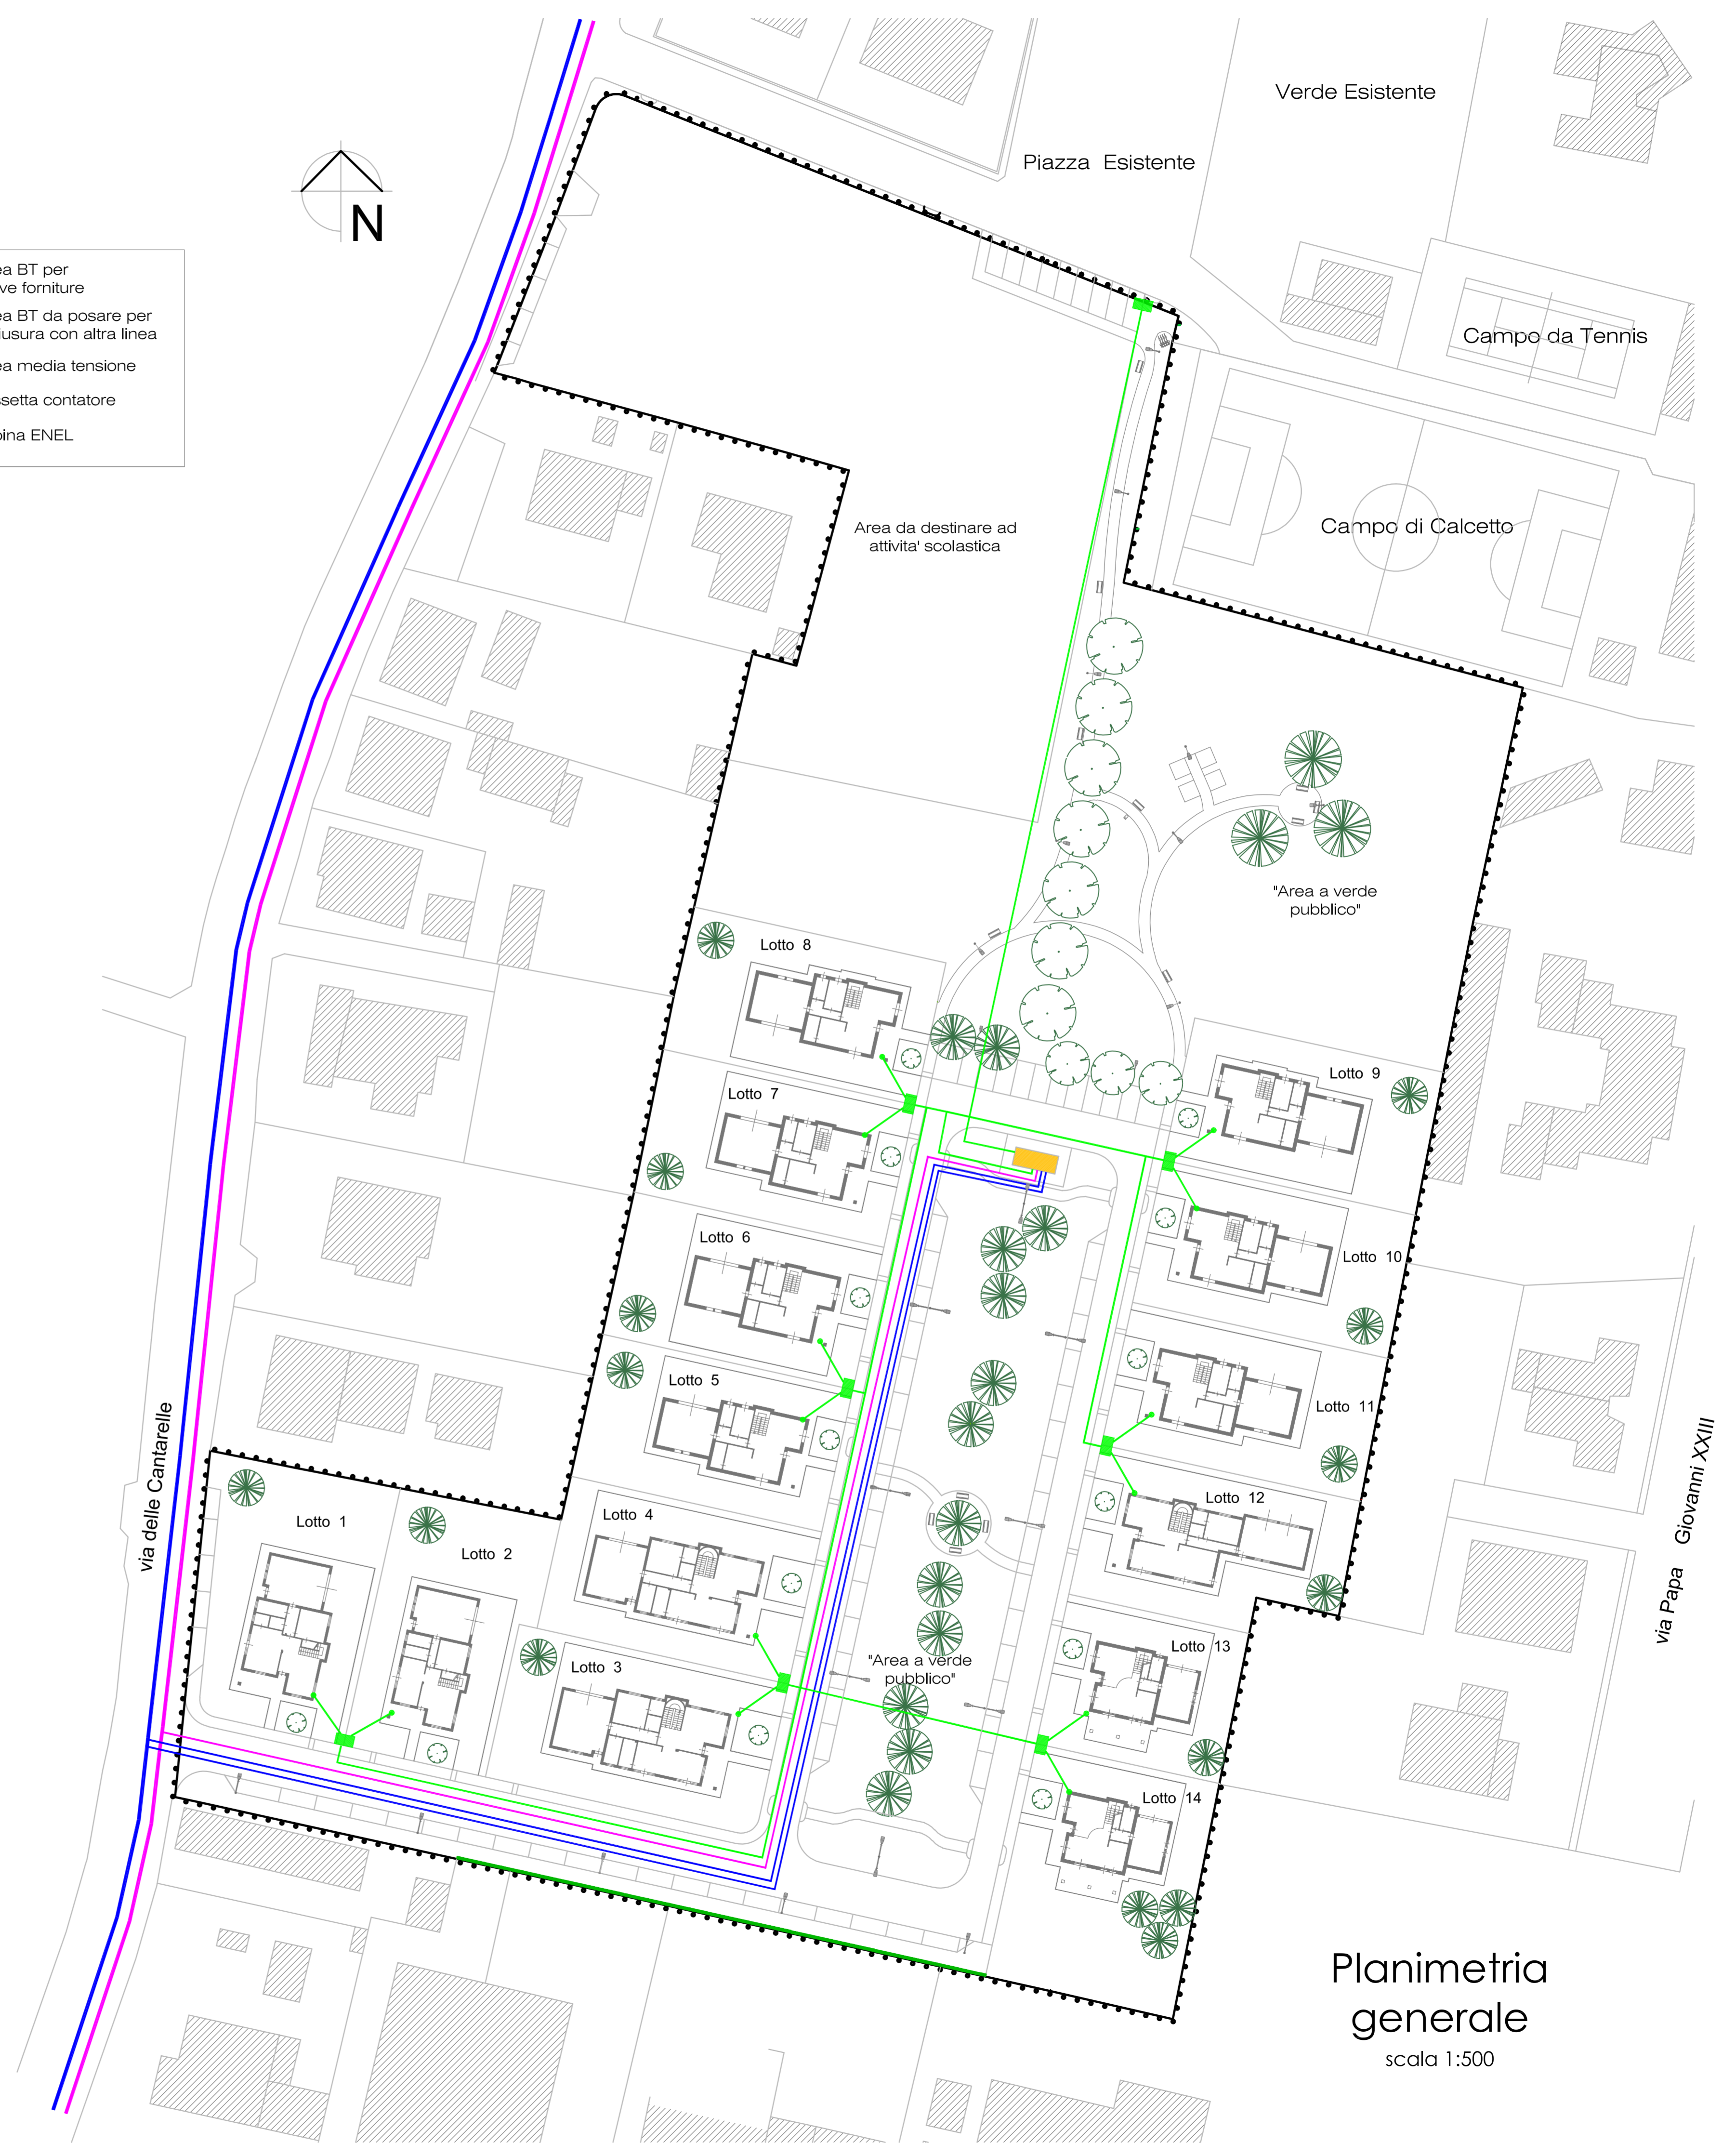 Verde Esistente
Piazza Esistente
N
ea BT per
ve forniture
ea BT da posare per
iusura con altra linea
ea media tensione
ssetta contatore
bina ENEL
Campo da Tennis
Campo di Calcetto
Area da destinare ad
attivita' scolastica
"Area a verde
pubblico"
Lotto 8
Lotto 9
Lotto 7
Lotto 6
Lotto 10
Lotto 5
Lotto 11
via delle Cantarelle
via Papa Giovanni XXIII
Lotto 4
Lotto 12
Lotto 1
Lotto 2
Lotto 3
Lotto 13
"Area a verde
pubblico"
Lotto 14
Planimetria
generale
scala 1:500